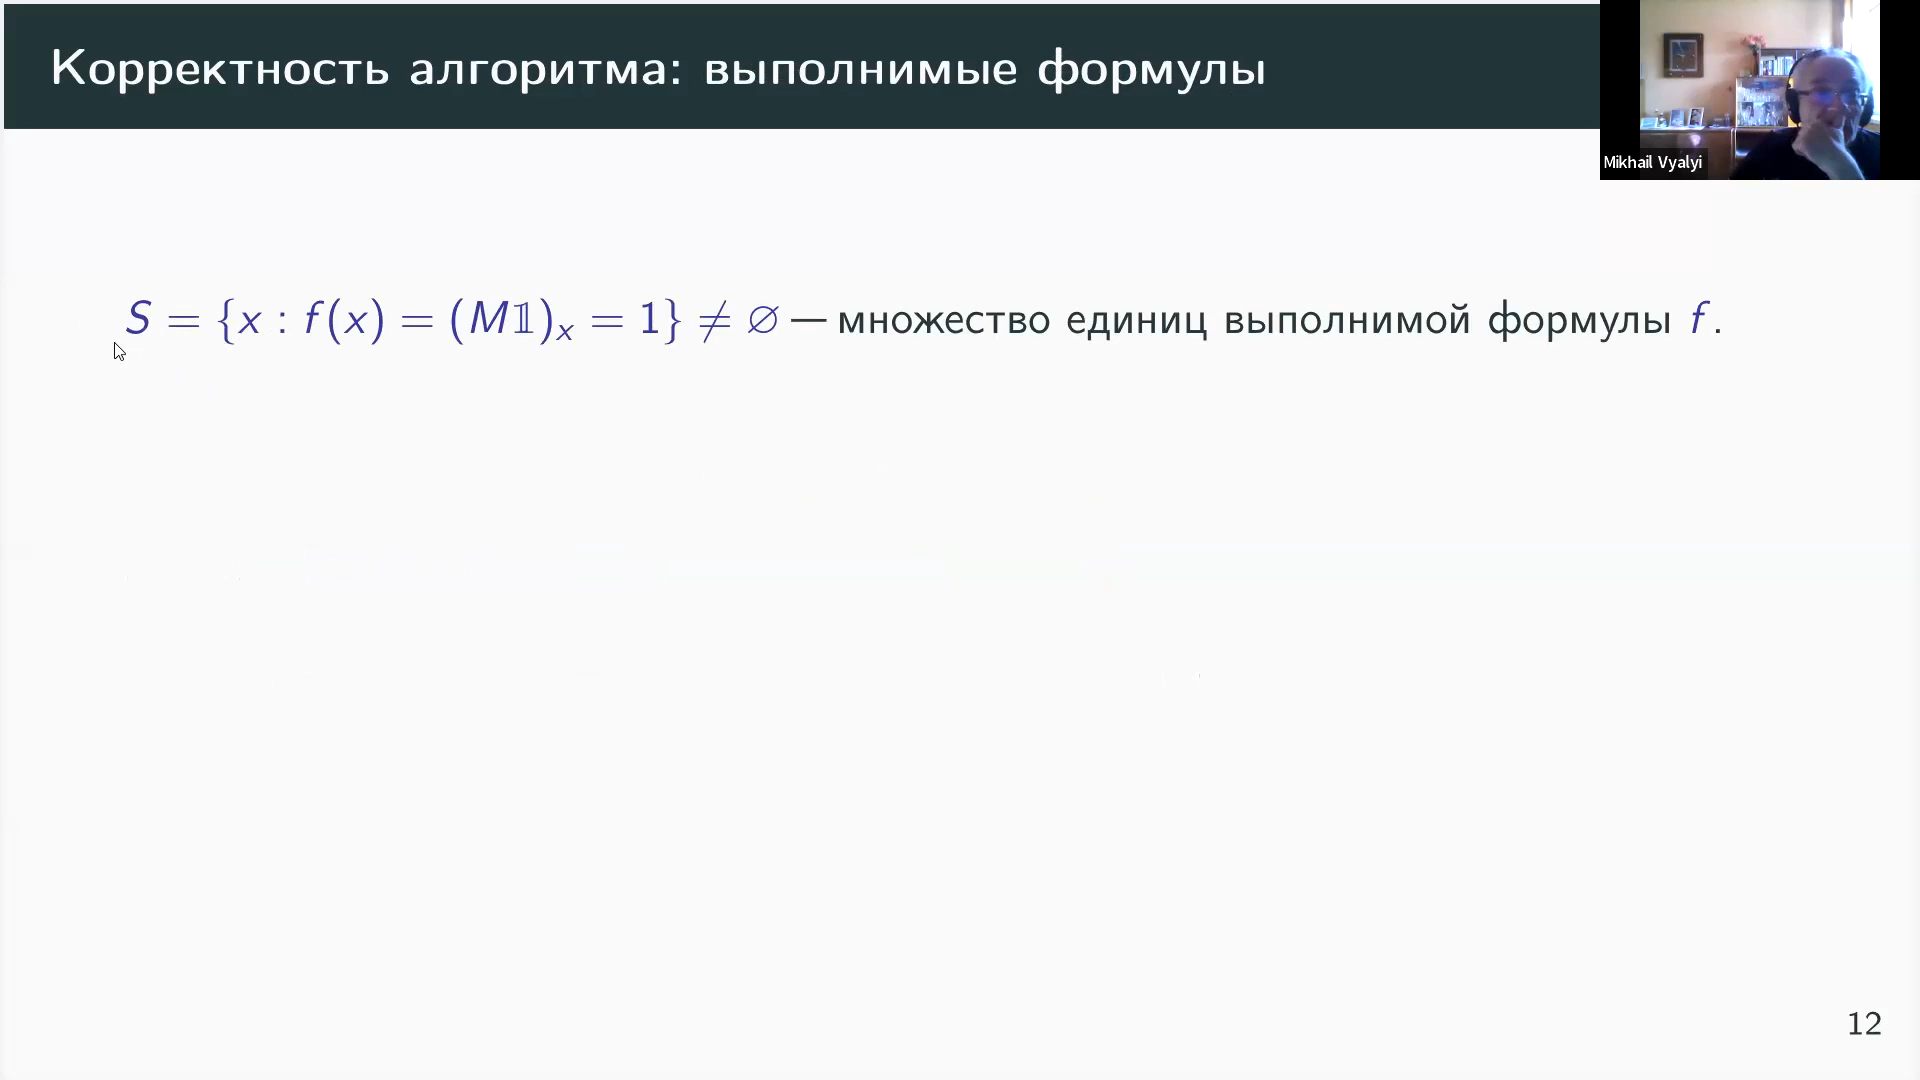 Корректность алгоритма: выполнимые формулы
Mikhail Vyalyi
S = {x : f(x) = (M𝟙)ₓ = 1} ≠ ∅ — множество единиц выполнимой формулы f.
12